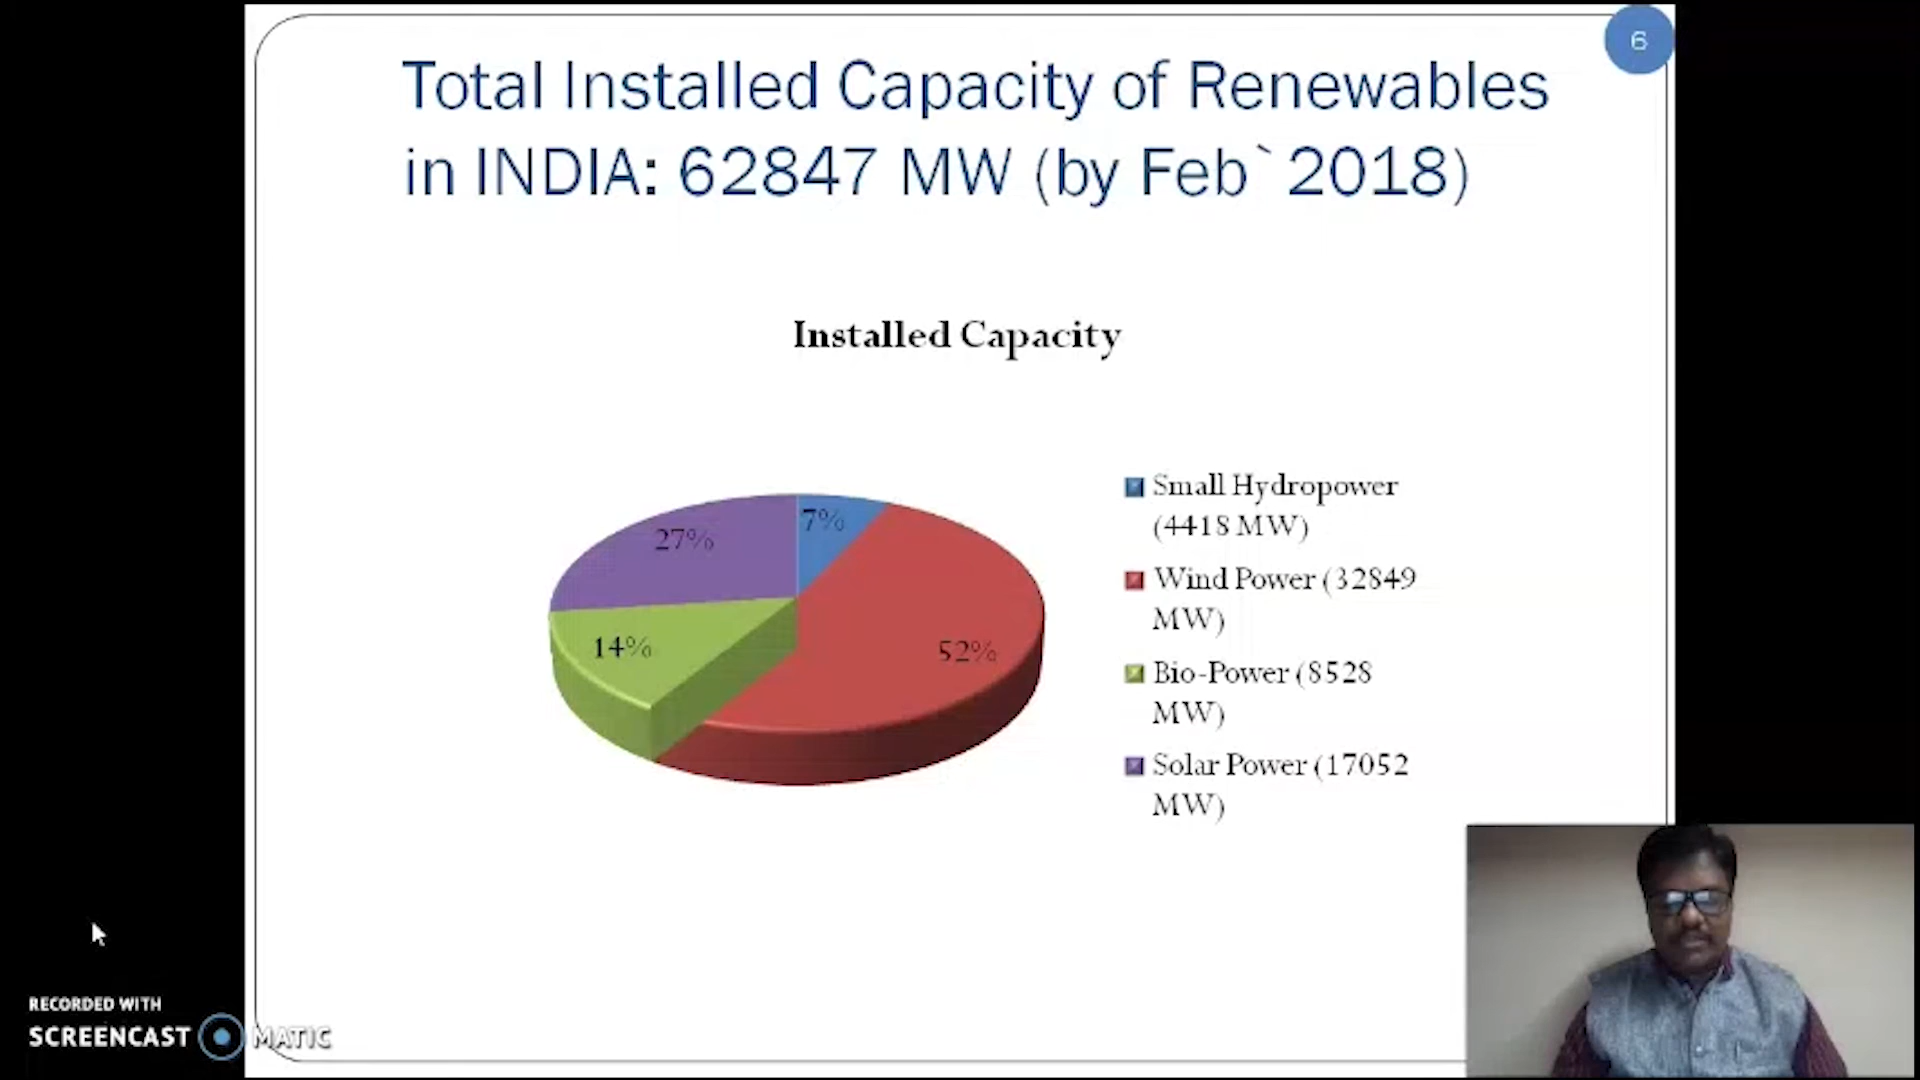 6
Total Installed Capacity of Renewables
in INDIA: 62847 MW (by Feb`2018)
Installed Capacity
7%
27%
14%
52%
Small Hydropower
(4418 MW)
Wind Power (32849
MW)
Bio-Power (8528
MW)
Solar Power (17052
MW)
RECORDED WITH
SCREENCAST MATIC